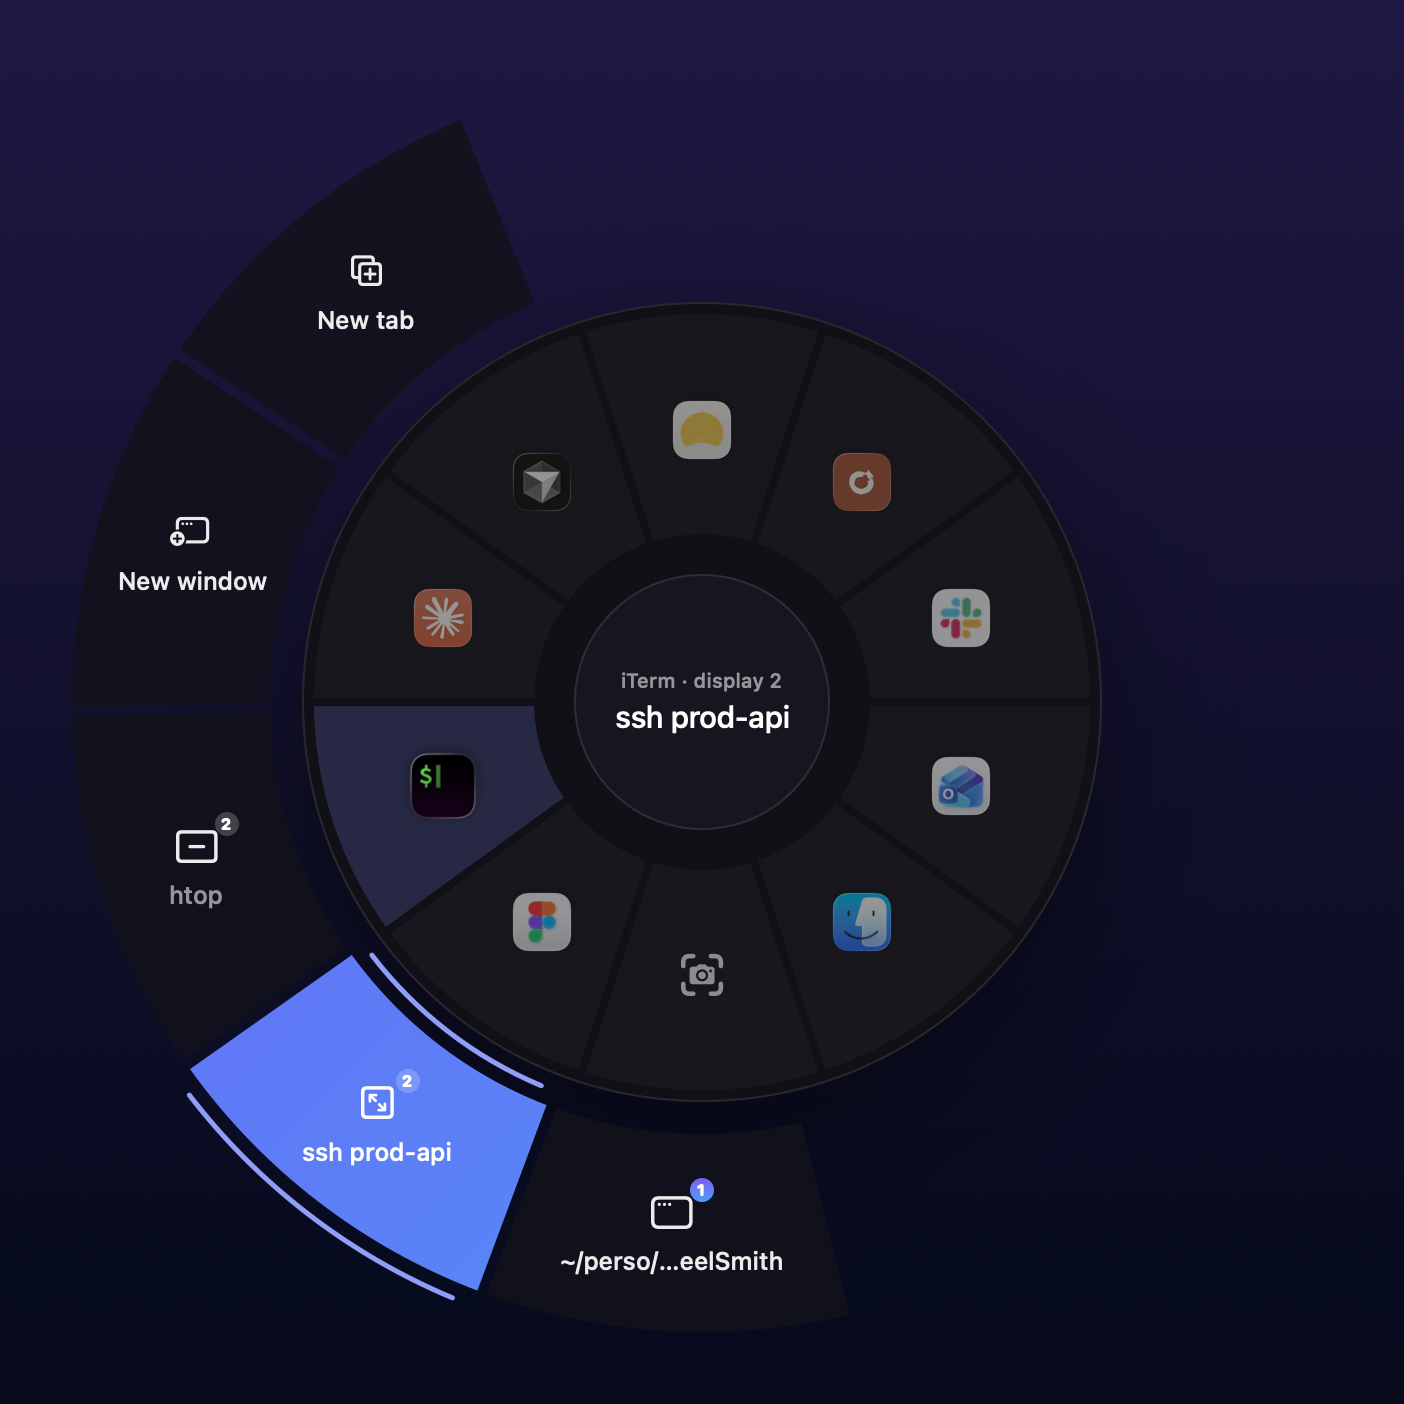 New tab
New window
iTerm · display 2
ssh prod-api
$
2
htop
2
ssh prod-api
1
~/perso/...eelSmith